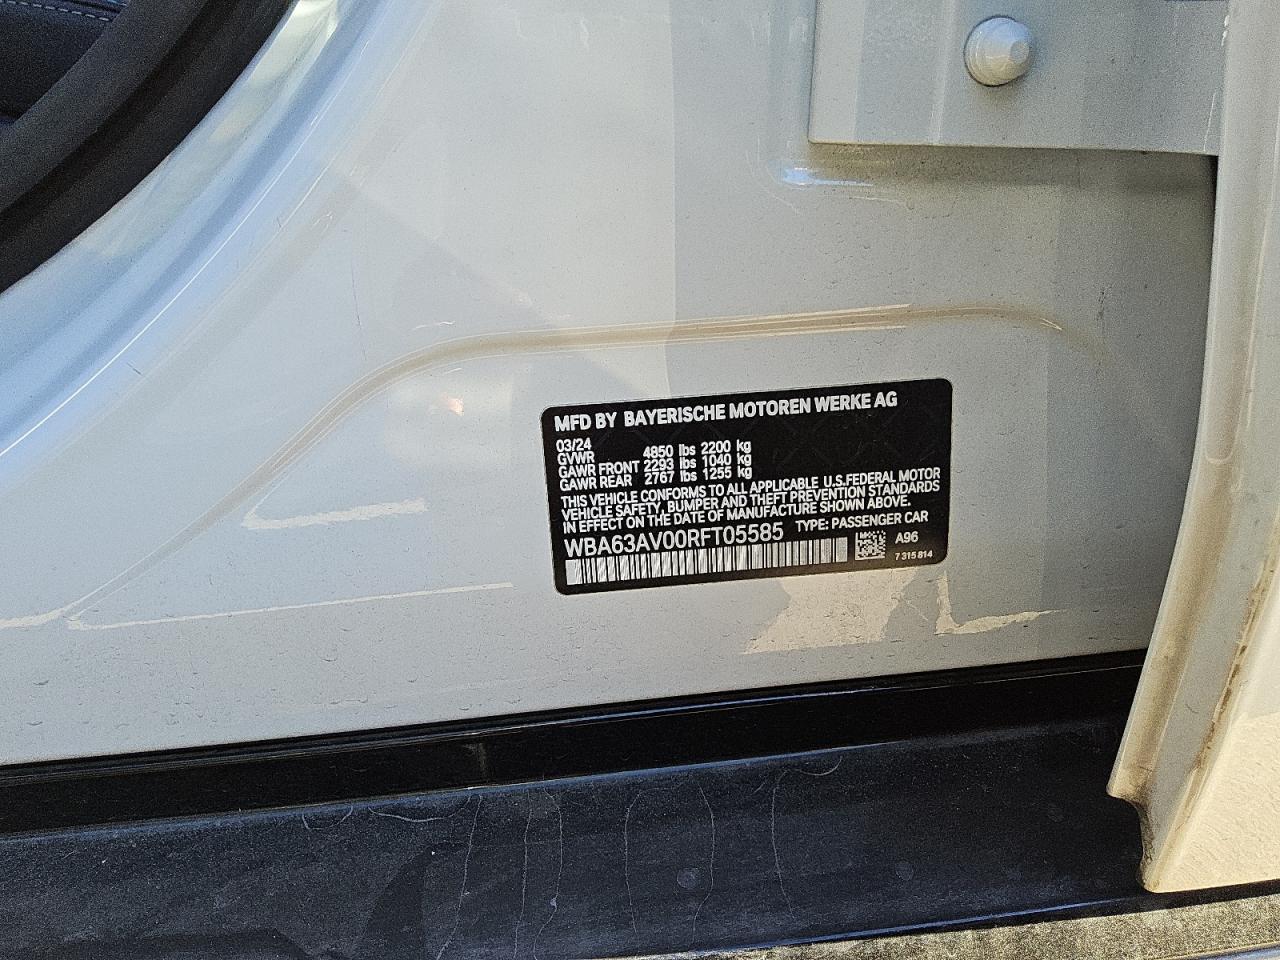 MFD BY BAYERISCHE MOTOREN WERKE AG
03/24
GVWR 4850 lbs 2200 kg
GAWR FRONT 2293 lbs 1040 kg
GAWR REAR 2767 lbs 1255 kg
THIS VEHICLE CONFORMS TO ALL APPLICABLE U.S.FEDERAL MOTOR
VEHICLE SAFETY, BUMPER AND THEFT PREVENTION STANDARDS
IN EFFECT ON THE DATE OF MANUFACTURE SHOWN ABOVE.
WBA63AV00RFT05585 TYPE: PASSENGER CAR
A96
7 315 814